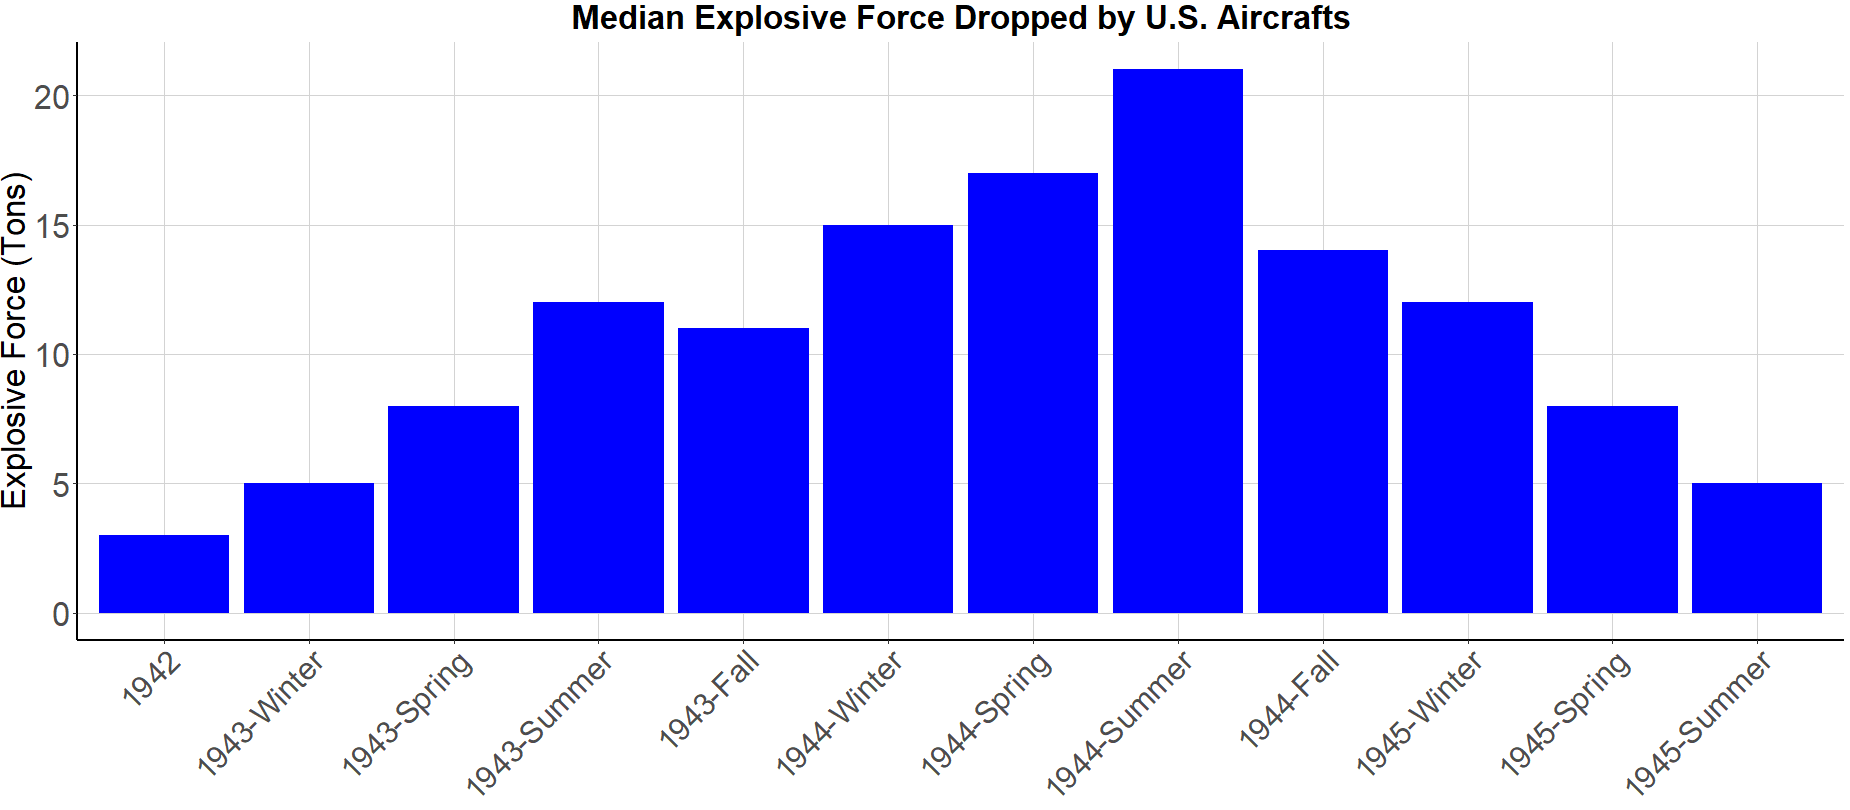 Median Explosive Force Dropped by U.S. Aircrafts
Explosive Force (Tons)
20
15
10
5
0
1942
1943-Winter
1943-Spring
1943-Summer
1943-Fall
1944-Winter
1944-Spring
1944-Summer
1944-Fall
1945-Winter
1945-Spring
1945-Summer